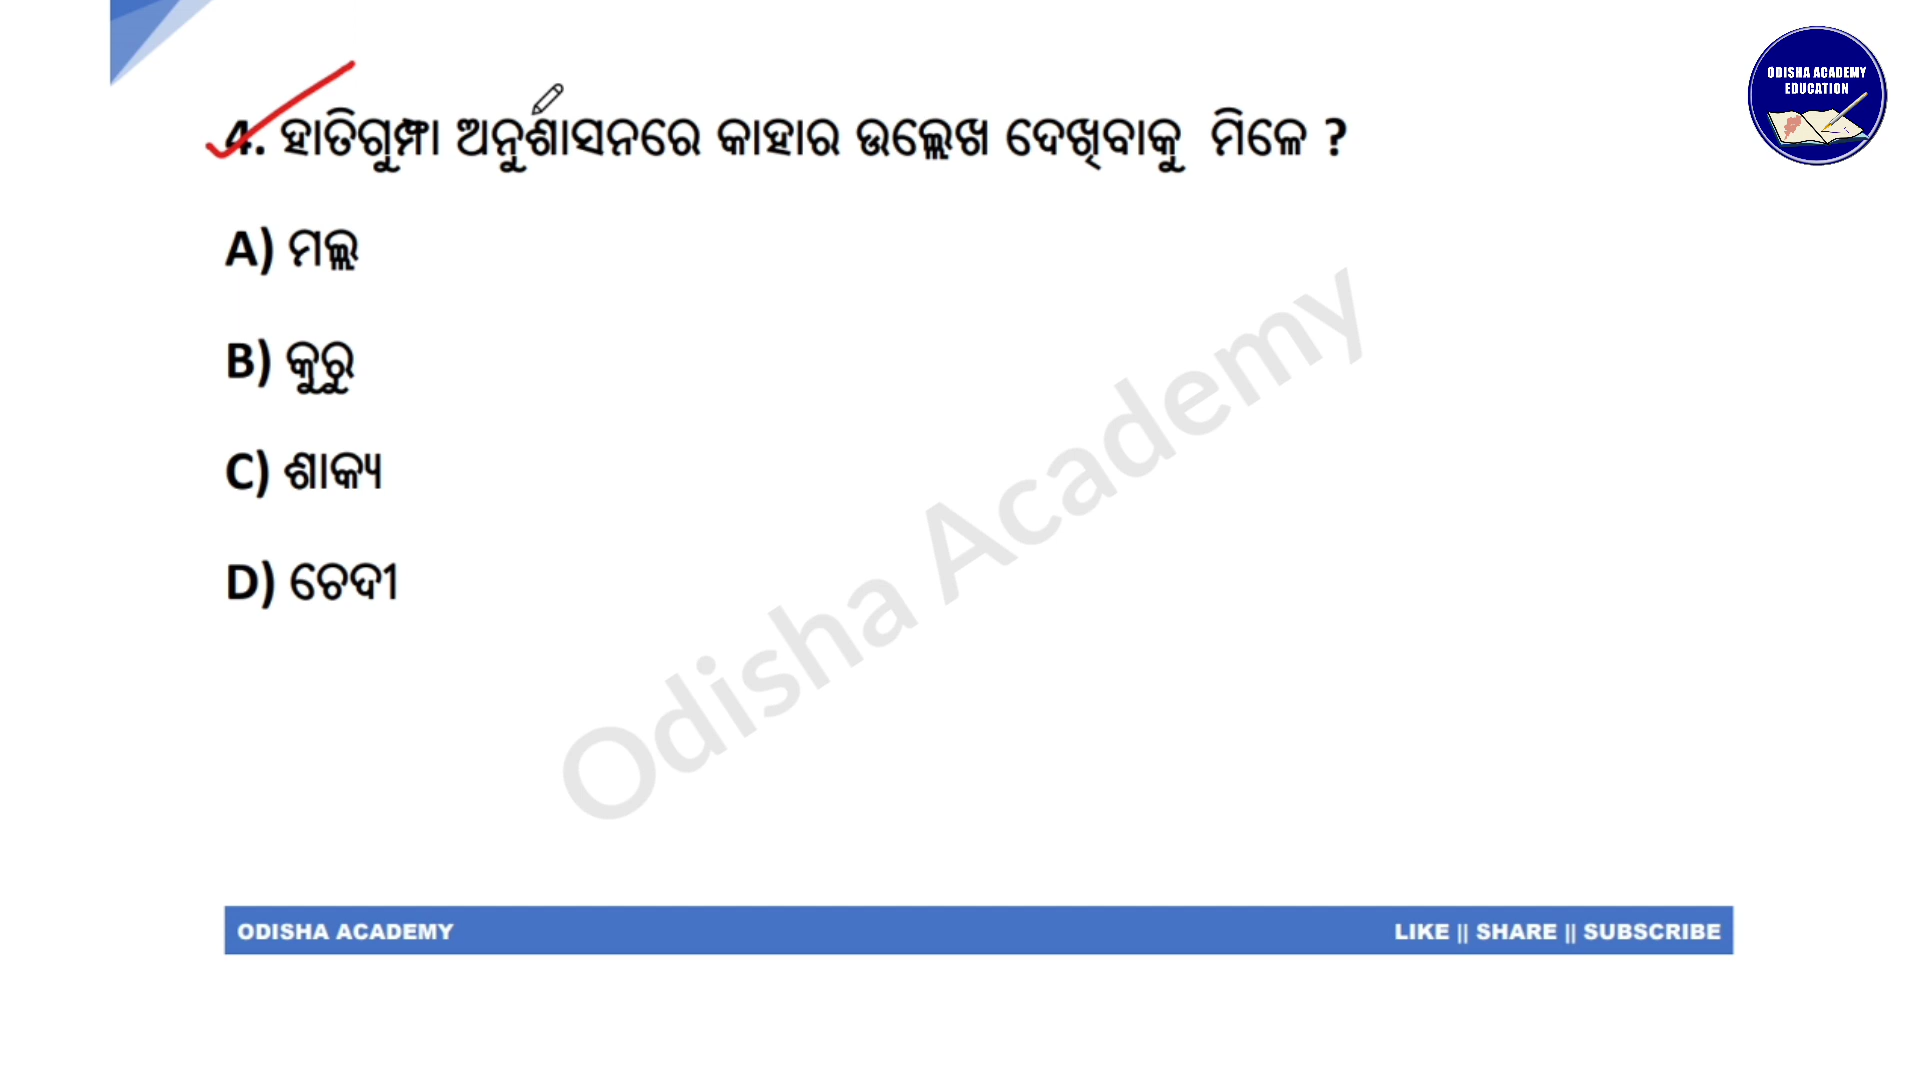 ODISHA ACADEMY
EDUCATION
4. ହାତିଗୁମ୍ଫା ଅନୁଶାସନରେ କାହାର ଉଲ୍ଲେଖ ଦେଖିବାକୁ ମିଳେ ?
A) ମଲ୍ଲ
B) କୁରୁ
C) ଶାକ୍ୟ
D) ଚେଦୀ
Odisha Academy
ODISHA ACADEMY
LIKE || SHARE || SUBSCRIBE